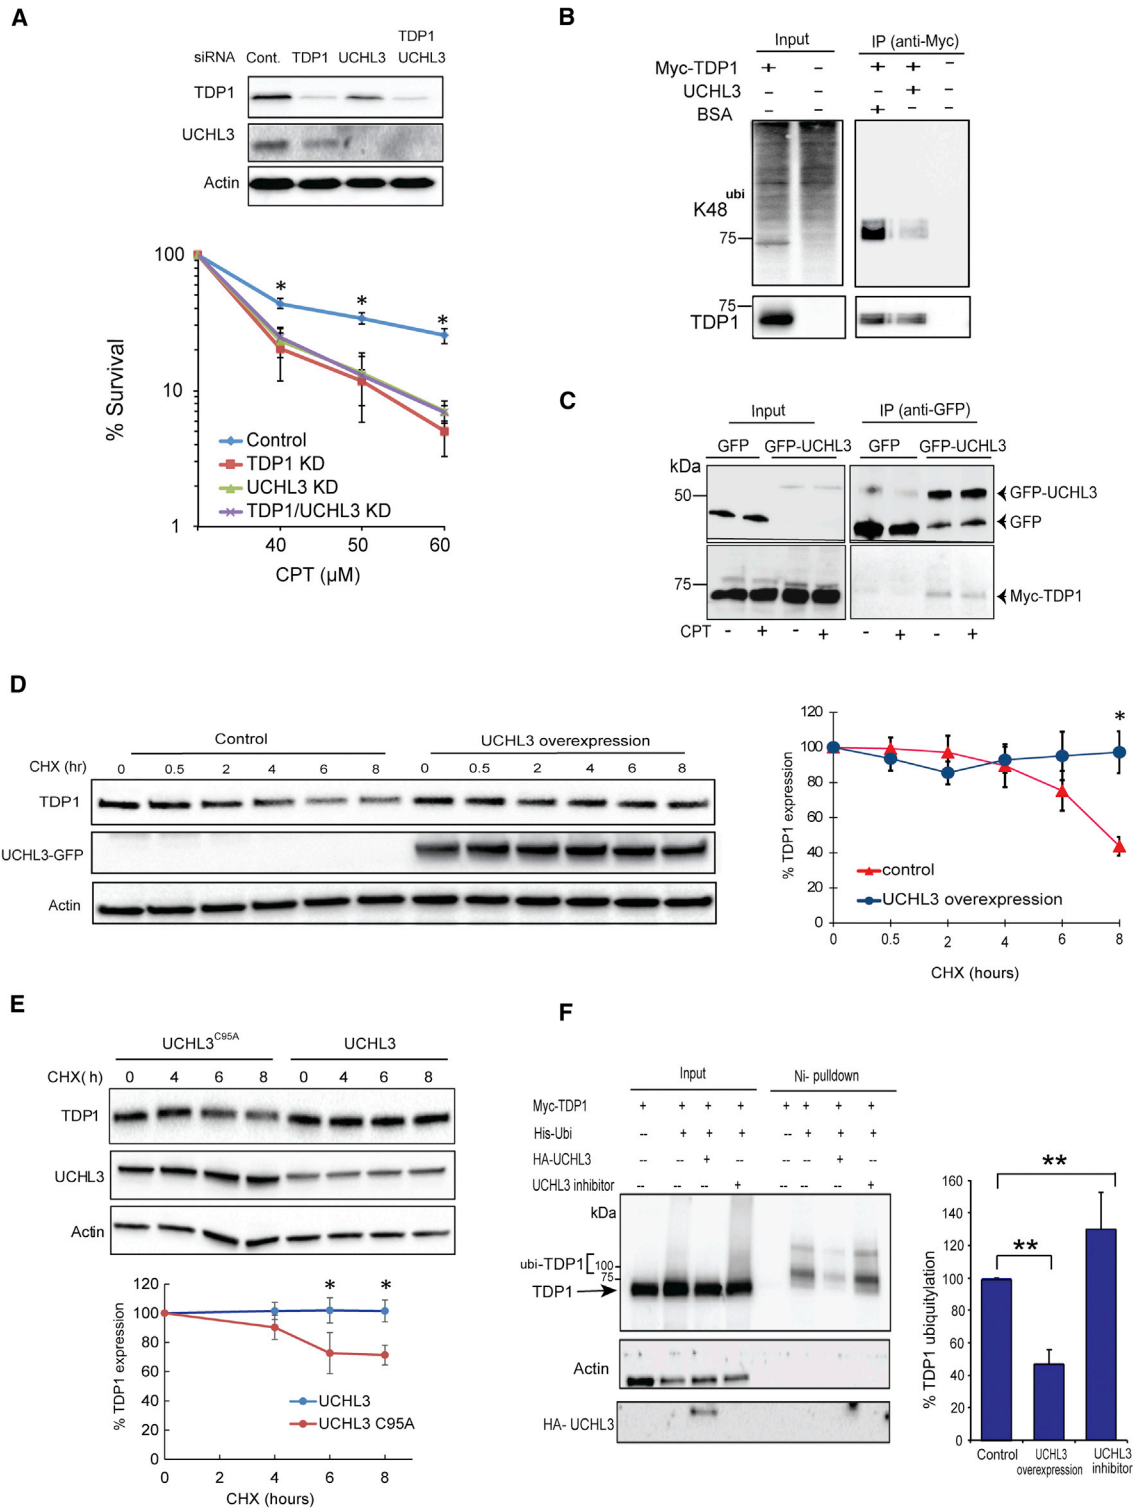 A
siRNA Cont. TDP1 UCHL3 TDP1 UCHL3
TDP1
UCHL3
Actin
100
10
1
% Survival
* * *
Control
TDP1 KD
UCHL3 KD
TDP1/UCHL3 KD
40 50 60
CPT (µM)
B
Input IP (anti-Myc)
Myc-TDP1 + – + + –
UCHL3 – – – + –
BSA – – + – –
K48 ubi
75
75
TDP1
C
Input IP (anti-GFP)
GFP GFP-UCHL3 GFP GFP-UCHL3
kDa
50
GFP-UCHL3
GFP
75
Myc-TDP1
CPT - + - + - + - +
D
Control UCHL3 overexpression
CHX (hr) 0 0.5 2 4 6 8 0 0.5 2 4 6 8
TDP1
UCHL3-GFP
Actin
120
100
80
60
40
20
0
% TDP1 expression
*
control
UCHL3 overexpression
0 0.5 2 4 6 8
CHX (hours)
E
UCHL3C95A UCHL3
CHX( h) 0 4 6 8 0 4 6 8
TDP1
UCHL3
Actin
120
100
80
60
40
20
0
% TDP1 expression
* *
UCHL3
UCHL3 C95A
0 2 4 6 8
CHX (hours)
F
Input Ni- pulldown
Myc-TDP1 + + + + + + + +
His-Ubi -- + + + -- + + +
HA-UCHL3 -- -- + -- -- -- + --
UCHL3 inhibitor -- -- -- + -- -- -- +
kDa
ubi-TDP1 100
75
TDP1
Actin
HA- UCHL3
160
140
120
100
80
60
40
20
0
% TDP1 ubiquitylation
**
**
Control UCHL3 overexpression UCHL3 inhibitor